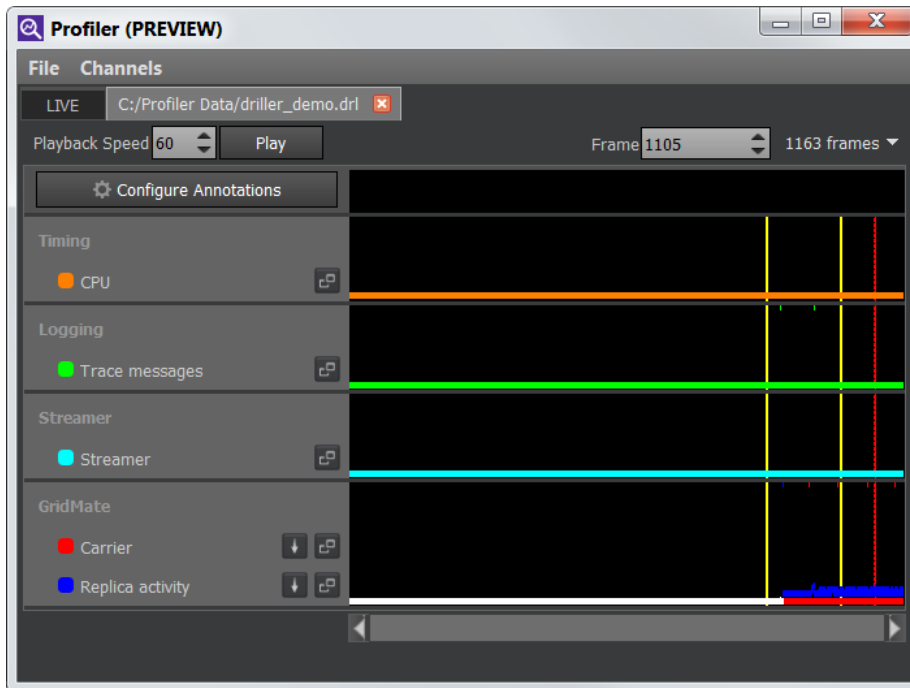 Profiler (PREVIEW)
File Channels
LIVE C:/Profiler Data/driller_demo.drl
Playback Speed 60 Play Frame 1105 1163 frames
Configure Annotations
Timing
CPU
Logging
Trace messages
Streamer
Streamer
GridMate
Carrier
Replica activity